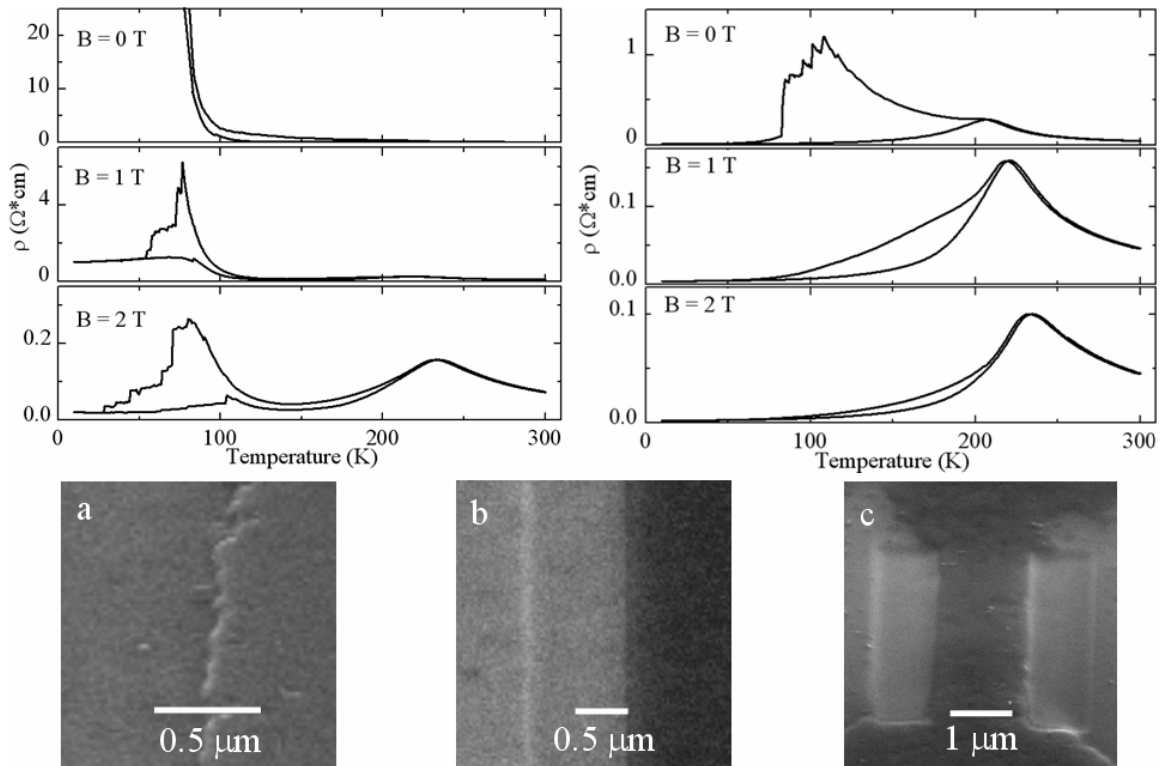 B = 0 T
20
10
0
B = 1 T
4
0
ρ (Ω*cm)
B = 2 T
0.2
0.0
0
100
200
300
Temperature (K)
B = 0 T
1
0
B = 1 T
0.1
0.0
ρ (Ω*cm)
B = 2 T
0.1
0.0
100
200
300
Temperature (K)
a
0.5 μm
b
0.5 μm
c
1 μm